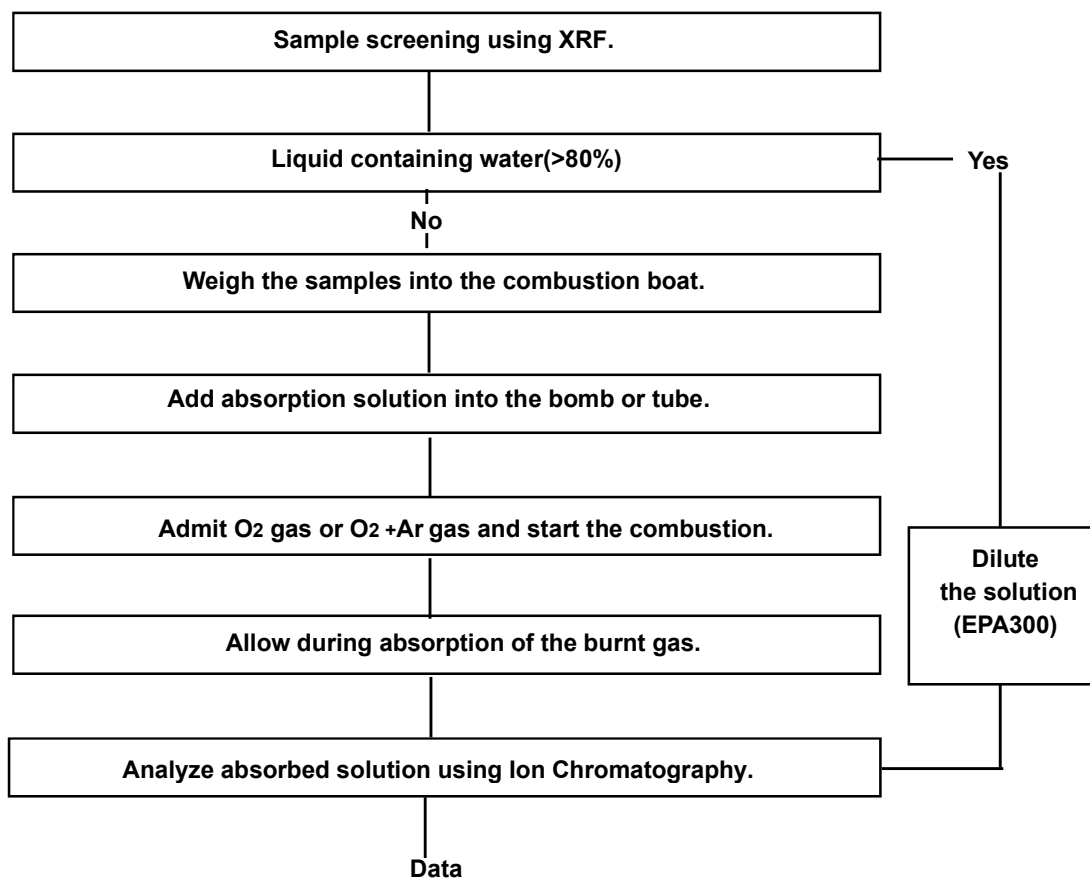 Sample screening using XRF.
Liquid containing water(>80%)
Yes
No
Weigh the samples into the combustion boat.
Add absorption solution into the bomb or tube.
Admit O2 gas or O2 +Ar gas and start the combustion.
Dilute
the solution
(EPA300)
Allow during absorption of the burnt gas.
Analyze absorbed solution using Ion Chromatography.
Data